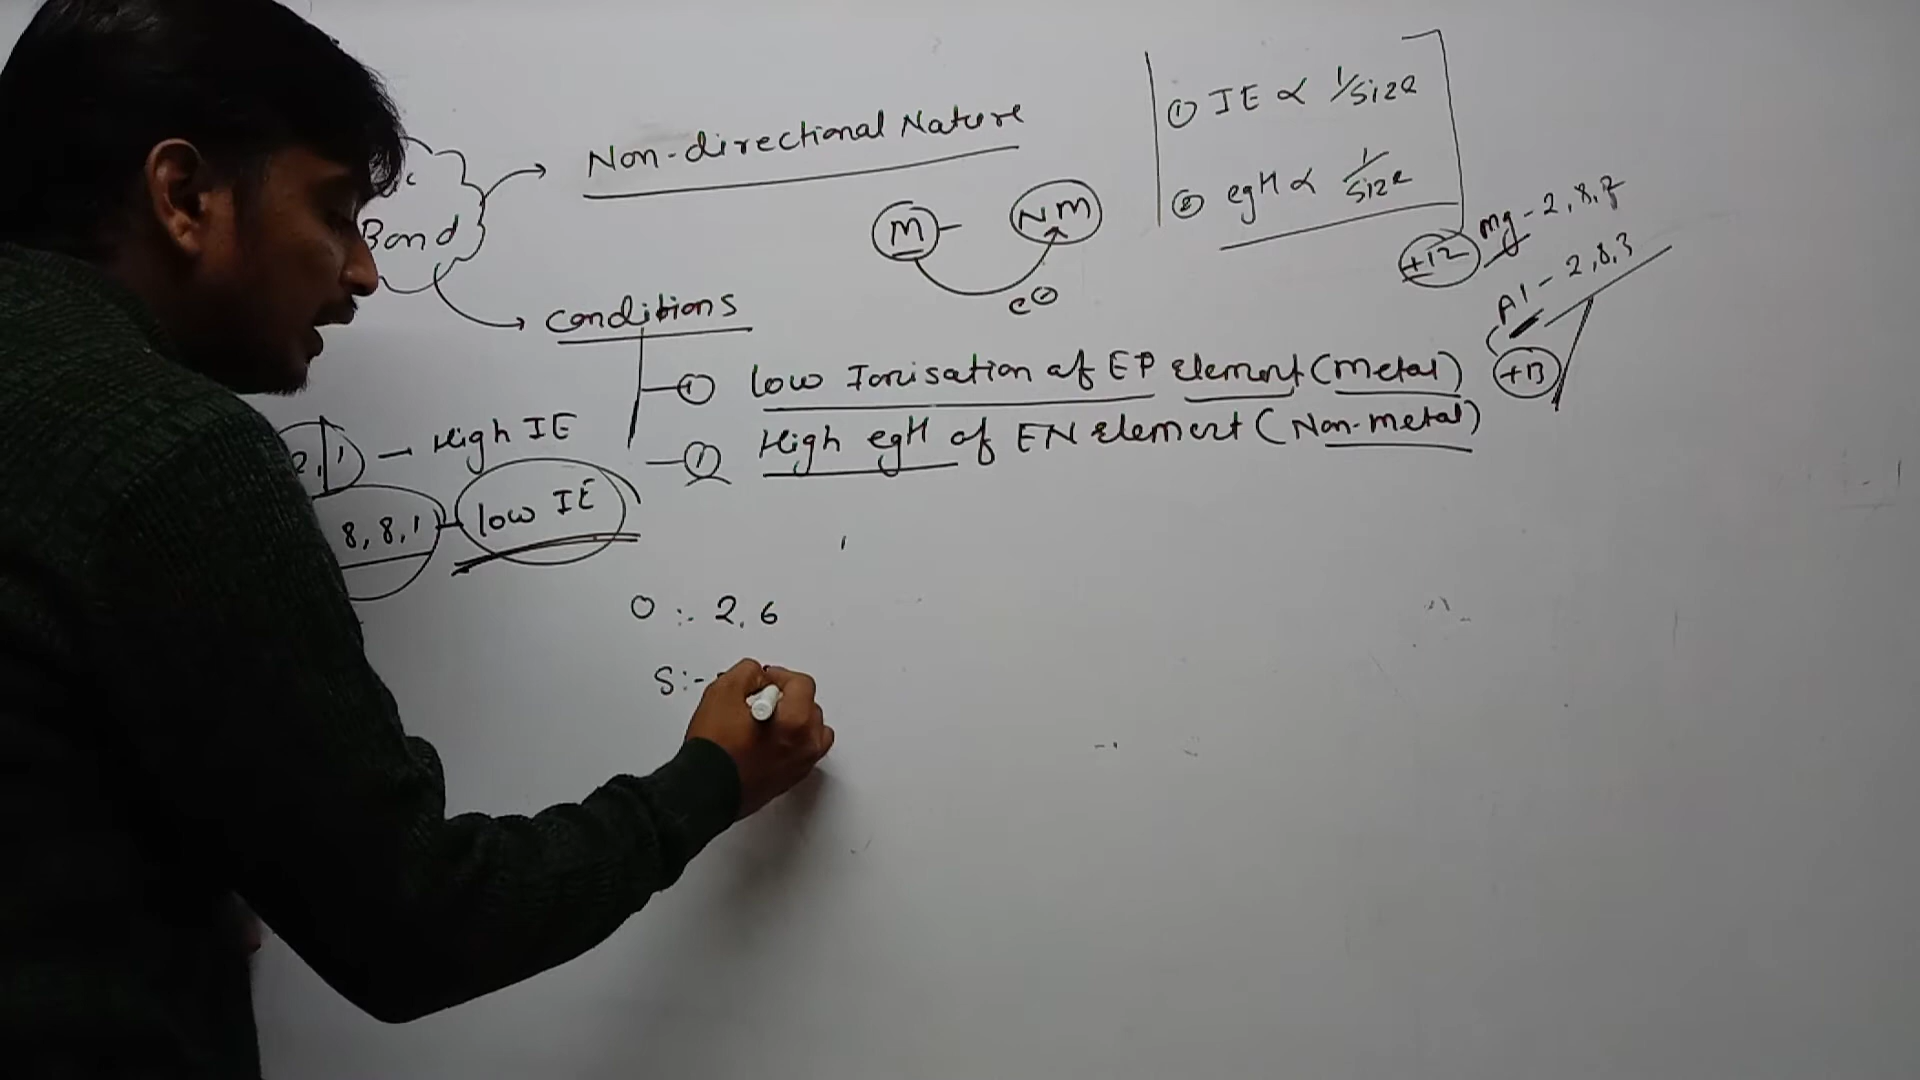 Bond
Non-directional Nature
① IE ∝ 1/size
② egH ∝ 1/size
M
NM
e⊖
+12 mg - 2, 8, 2
Al - 2, 8, 3
+13
conditions
① low Ionisation of EP element (metal)
High egH of EN element (Non-metal)
2, 1 - High IE
8, 8, 1 - low IE
O :- 2, 6
S :-